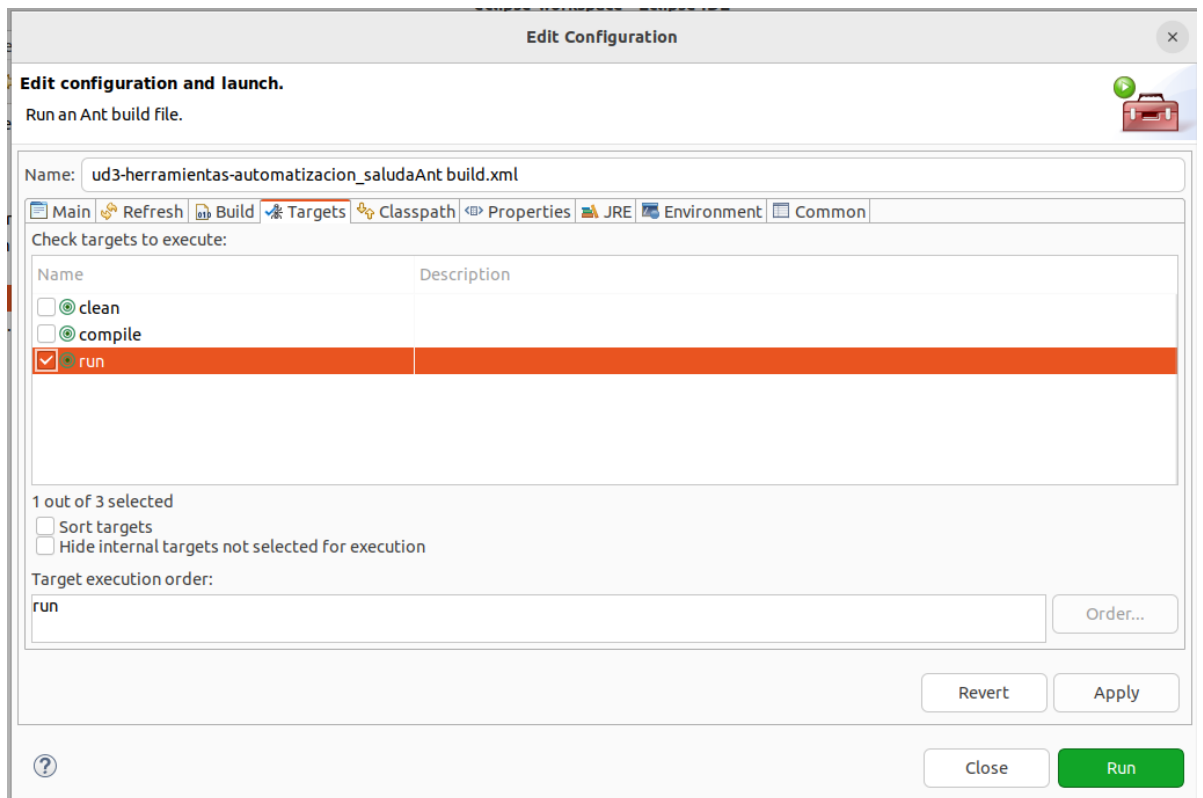 Edit Configuration
Edit configuration and launch.
Run an Ant build file.
Name: ud3-herramientas-automatizacion_saludaAnt build.xml
Main Refresh Build Targets Classpath Properties JRE Environment Common
Check targets to execute:
Name Description
clean
compile
run
1 out of 3 selected
Sort targets
Hide internal targets not selected for execution
Target execution order:
run
Order...
Revert Apply
Close Run